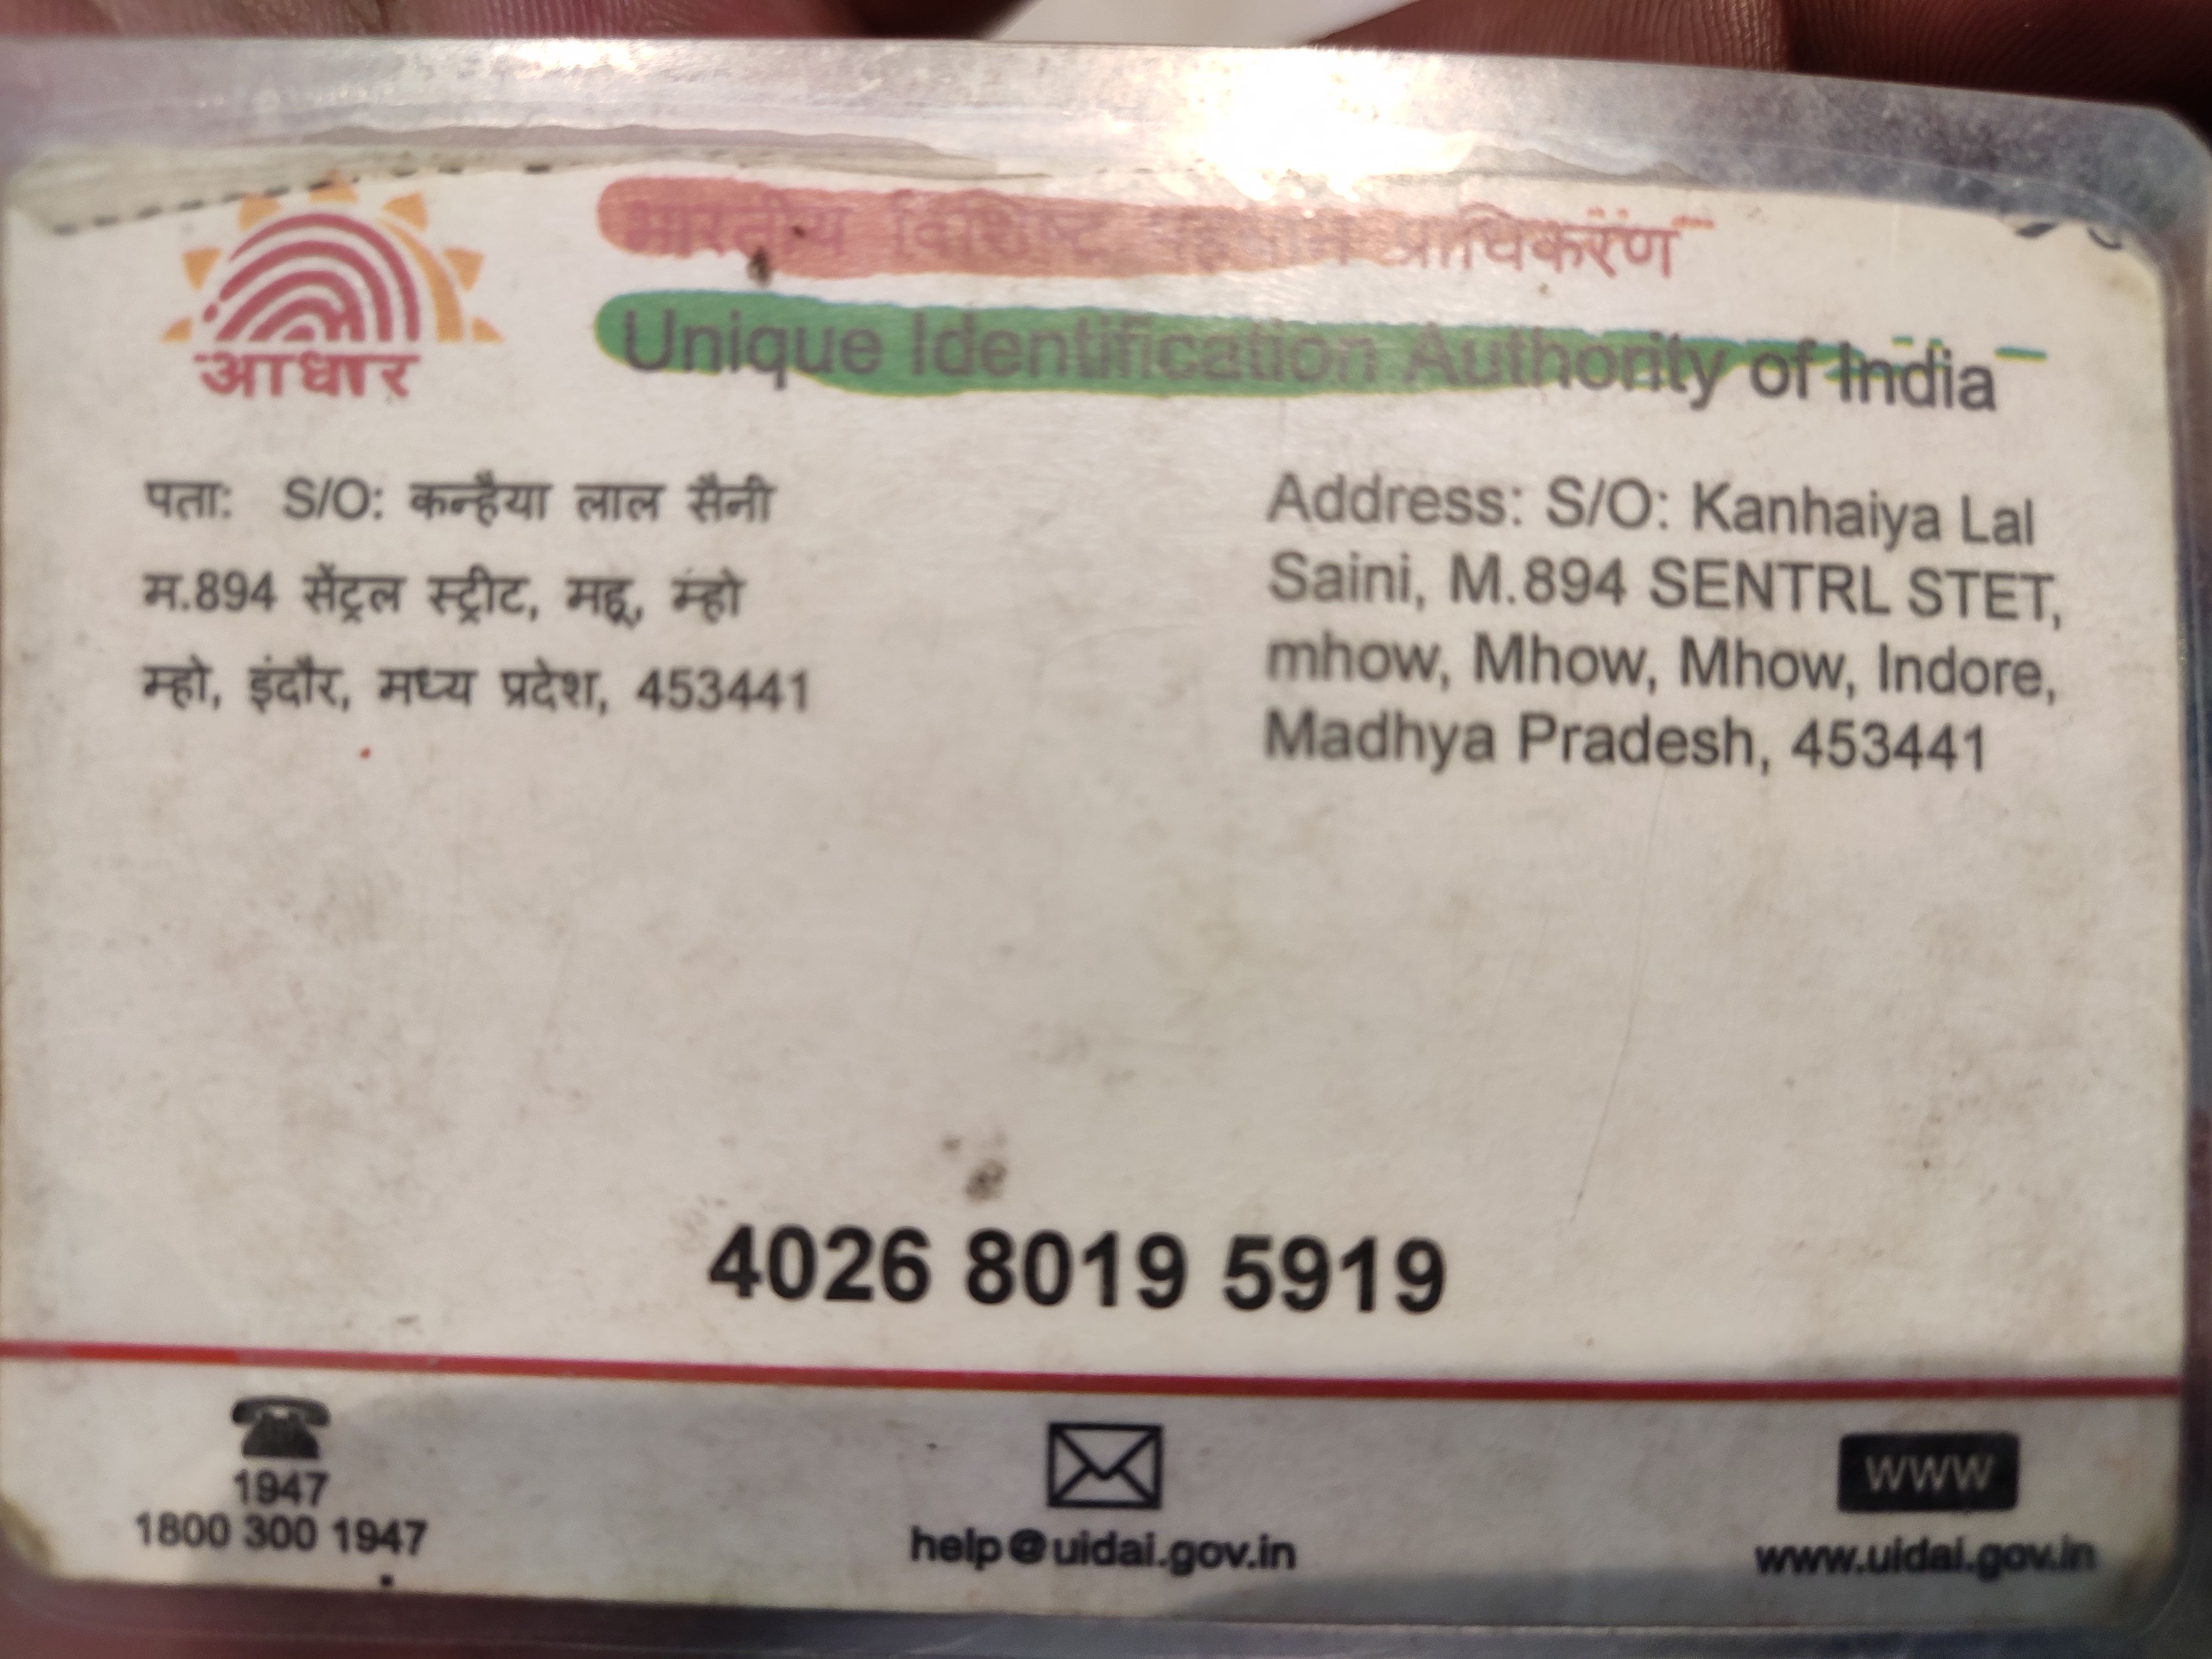 भारतीय विशिष्ट पहचान प्राधिकरण
Unique Identification Authority of India
आधार
पता: S/O: कन्हैया लाल सैनी
म.894 सेंट्रल स्ट्रीट, महू, म्हो
म्हो, इंदौर, मध्य प्रदेश, 453441
Address: S/O: Kanhaiya Lal
Saini, M.894 SENTRL STET,
mhow, Mhow, Mhow, Indore,
Madhya Pradesh, 453441
4026 8019 5919
1947
1800 300 1947
help@uidai.gov.in
www
www.uidai.gov.in